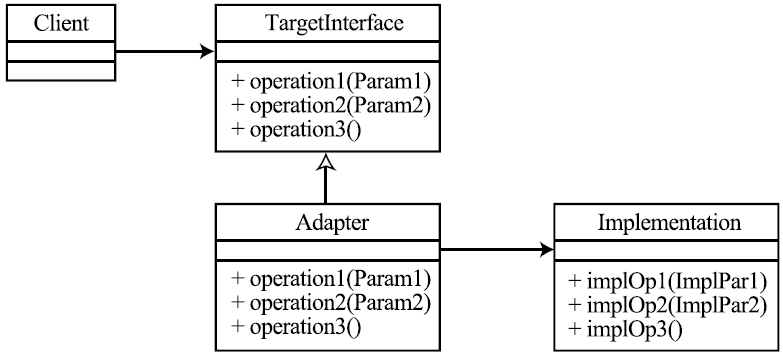 Client
TargetInterface
+ operation1(Param1)
+ operation2(Param2)
+ operation3()
Adapter
+ operation1(Param1)
+ operation2(Param2)
+ operation3()
Implementation
+ implOp1(ImplPar1)
+ implOp2(ImplPar2)
+ implOp3()